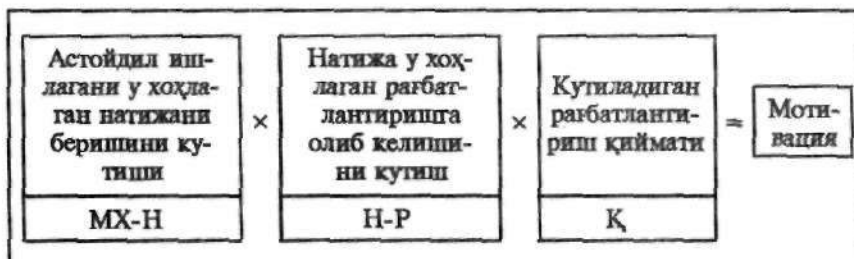 Астойдил иш-
лагани у хоҳла-
ган натижани
беришини ку-
тиши
МХ-Н
×
Натижа у хоҳ-
лаган рағбат-
лантиришга
олиб келиши-
ни кутиш
Н-Р
×
Кутиладиган
рағбатланти-
риш қиймати
Қ
=
Моти-
вация